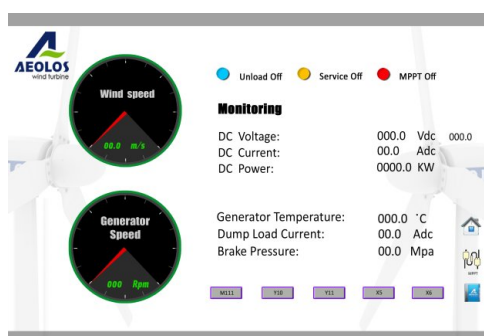 AEOLOS
wind turbine
Wind speed
00.0 m/s
Unload Off
Service Off
MPPT Off
Monitoring
DC Voltage: 000.0 Vdc 000.0
DC Current: 00.0 Adc
DC Power: 0000.0 KW
Generator Speed
000 Rpm
Generator Temperature: 000.0 °C
Dump Load Current: 00.0 Adc
Brake Pressure: 00.0 Mpa
M111 Y10 Y11 X5 X6